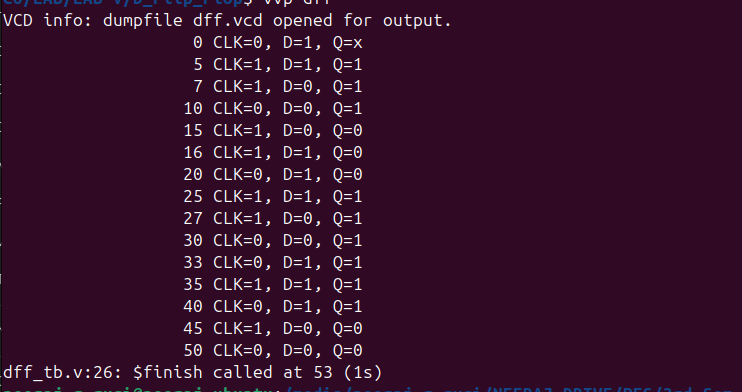 VCD info: dumpfile dff.vcd opened for output.
0 CLK=0, D=1, Q=x
5 CLK=1, D=1, Q=1
7 CLK=1, D=0, Q=1
10 CLK=0, D=0, Q=1
15 CLK=1, D=0, Q=0
16 CLK=1, D=1, Q=0
20 CLK=0, D=1, Q=0
25 CLK=1, D=1, Q=1
27 CLK=1, D=0, Q=1
30 CLK=0, D=0, Q=1
33 CLK=0, D=1, Q=1
35 CLK=1, D=1, Q=1
40 CLK=0, D=1, Q=1
45 CLK=1, D=0, Q=0
50 CLK=0, D=0, Q=0
dff_tb.v:26: $finish called at 53 (1s)